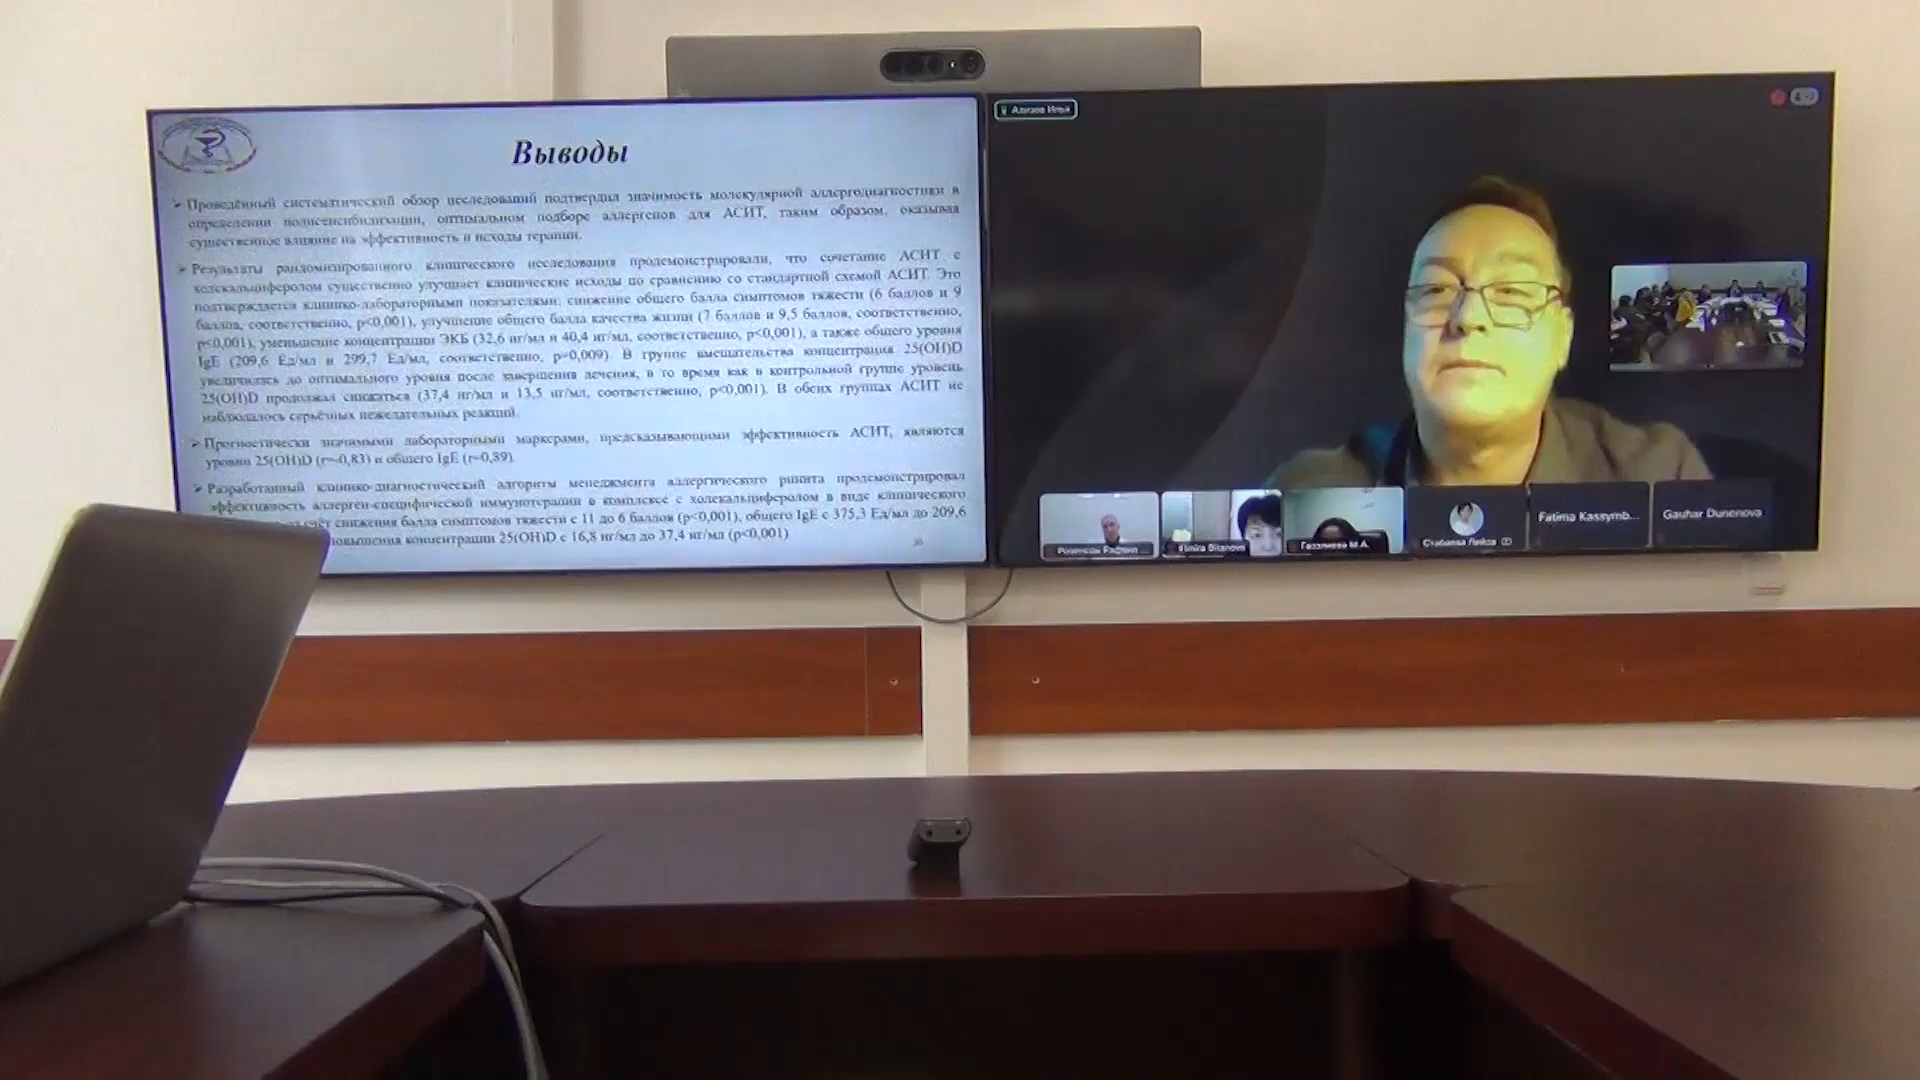 Выводы
➢ Проведённый систематический обзор исследований подтвердил значимость молекулярной аллергодиагностики в
определении полисенсибилизации, оптимальном подборе аллергенов для АСИТ, таким образом, оказывая
существенное влияние на эффективность и исходы терапии.
➢ Результаты рандомизированного клинического исследования продемонстрировали, что сочетание АСИТ с
холекальциферолом существенно улучшает клинические исходы по сравнению со стандартной схемой АСИТ. Это
подтверждается клинико-лабораторными показателями: снижение общего балла симптомов тяжести (6 баллов и 9
баллов, соответственно, p<0,001), улучшение общего балла качества жизни (7 баллов и 9,5 баллов, соответственно,
p<0,001), уменьшение концентрации ЭКБ (32,6 нг/мл и 40,4 нг/мл, соответственно, p<0,001), а также общего уровня
IgE (209,6 Ед/мл и 299,7 Ед/мл, соответственно, p=0,009). В группе вмешательства концентрация 25(OH)D
увеличилась до оптимального уровня после завершения лечения, в то время как в контрольной группе уровень
25(OH)D продолжал снижаться (37,4 нг/мл и 13,5 нг/мл, соответственно, p<0,001). В обеих группах АСИТ не
наблюдалось серьёзных нежелательных реакций.
➢ Прогностически значимыми лабораторными маркерами, предсказывающими эффективность АСИТ, являются
уровни 25(OH)D (r=-0,83) и общего IgE (r=0,89).
➢ Разработанный клинико-диагностический алгоритм менеджмента аллергического ринита продемонстрировал
эффективность аллерген-специфической иммунотерапии в комплексе с холекальциферолом в виде клинического
счёт снижения балла симптомов тяжести с 11 до 6 баллов (p<0,001), общего IgE с 375,3 Ед/мл до 209,6
повышения концентрации 25(OH)D с 16,8 нг/мл до 37,4 нг/мл (p<0,001)
Азизов Илья
Elmira Bitanova
Газалиева М.А.
Fatima Kassymb...
Gauhar Dunenova